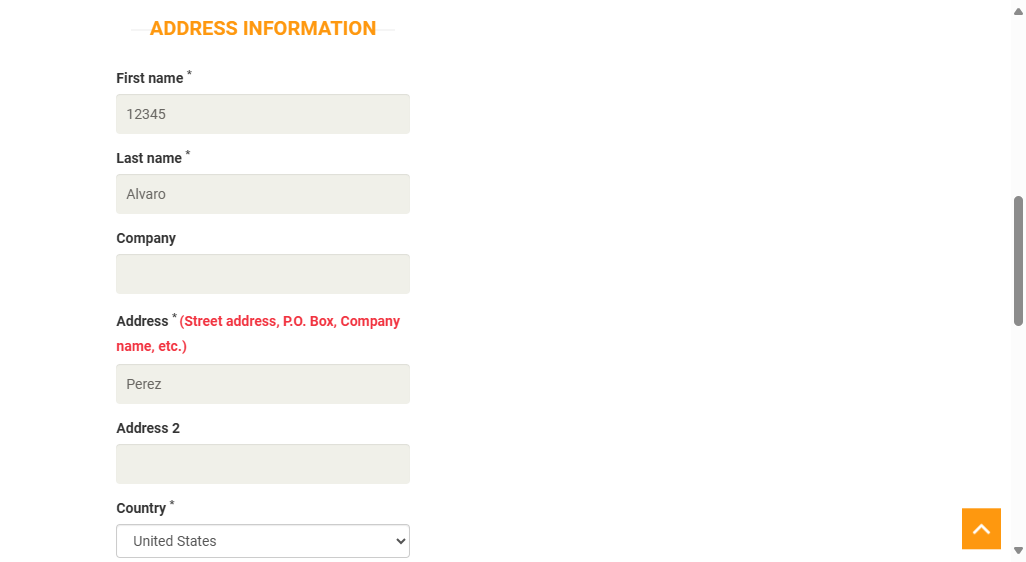 ADDRESS INFORMATION
First name *
12345
Last name *
Alvaro
Company
Address * (Street address, P.O. Box, Company
name, etc.)
Perez
Address 2
Country *
United States